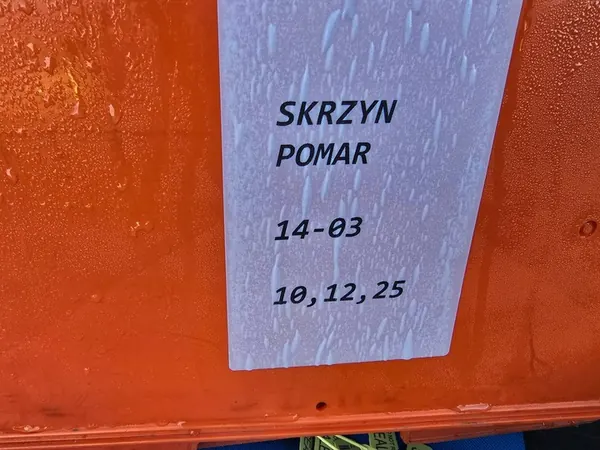 SKRZYN
POMAR
14-03
10,12,25